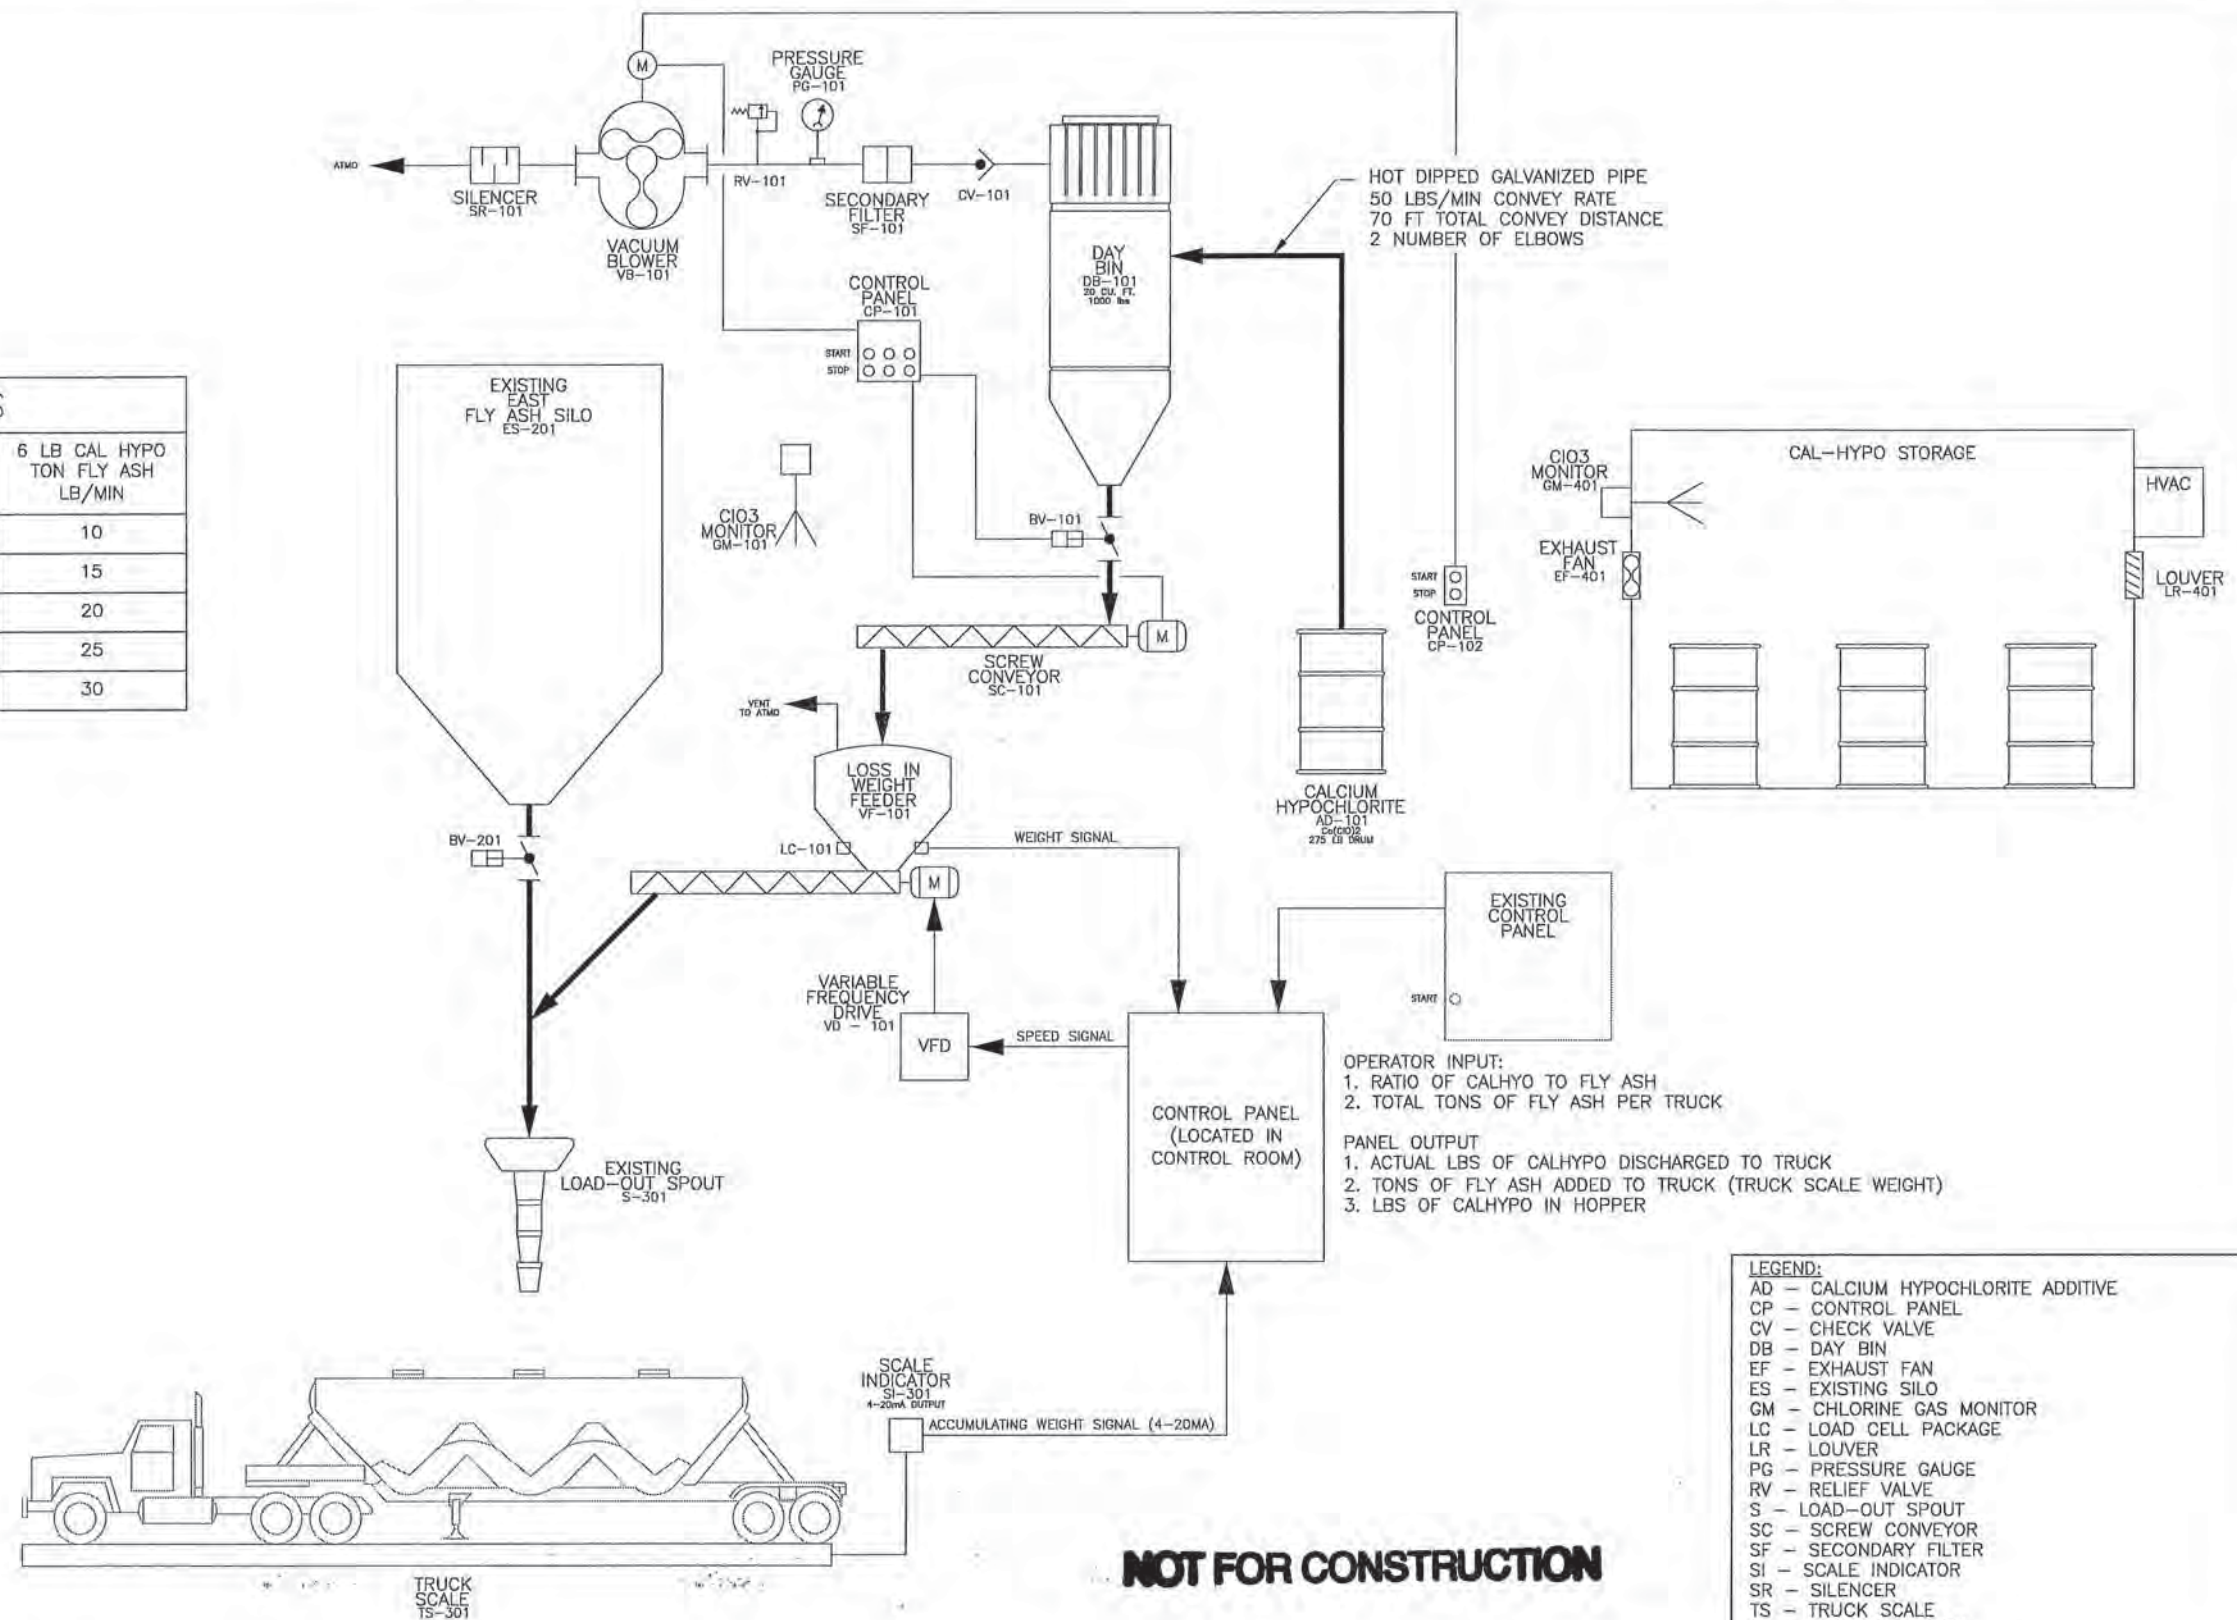 M
PRESSURE
GAUGE
PG-101
ATMO
SILENCER
SR-101
RV-101
SECONDARY
FILTER
SF-101
CV-101
VACUUM
BLOWER
VB-101
HOT DIPPED GALVANIZED PIPE
50 LBS/MIN CONVEY RATE
70 FT TOTAL CONVEY DISTANCE
2 NUMBER OF ELBOWS
DAY
BIN
DB-101
20 CU. FT.
1000 lbs
CONTROL
PANEL
CP-101
START
STOP
6 LB CAL HYPO
TON FLY ASH
LB/MIN
10
15
20
25
30
EXISTING
EAST
FLY ASH SILO
ES-201
ClO3
MONITOR
GM-101
BV-101
M
SCREW
CONVEYOR
SC-101
START
STOP
CONTROL
PANEL
CP-102
CAL-HYPO STORAGE
ClO3
MONITOR
GM-401
EXHAUST
FAN
EF-401
HVAC
LOUVER
LR-401
VENT
TO ATMO
LOSS IN
WEIGHT
FEEDER
VF-101
LC-101
WEIGHT SIGNAL
CALCIUM
HYPOCHLORITE
AD-101
Ca(ClO)2
275 LB DRUM
BV-201
M
EXISTING
CONTROL
PANEL
START
VARIABLE
FREQUENCY
DRIVE
VD - 101
VFD
SPEED SIGNAL
CONTROL PANEL
(LOCATED IN
CONTROL ROOM)
OPERATOR INPUT:
1. RATIO OF CALHYO TO FLY ASH
2. TOTAL TONS OF FLY ASH PER TRUCK
PANEL OUTPUT
1. ACTUAL LBS OF CALHYPO DISCHARGED TO TRUCK
2. TONS OF FLY ASH ADDED TO TRUCK (TRUCK SCALE WEIGHT)
3. LBS OF CALHYPO IN HOPPER
EXISTING
LOAD-OUT SPOUT
S-301
SCALE
INDICATOR
SI-301
4-20mA OUTPUT
ACCUMULATING WEIGHT SIGNAL (4-20MA)
TRUCK
SCALE
TS-301
NOT FOR CONSTRUCTION
LEGEND:
AD - CALCIUM HYPOCHLORITE ADDITIVE
CP - CONTROL PANEL
CV - CHECK VALVE
DB - DAY BIN
EF - EXHAUST FAN
ES - EXISTING SILO
GM - CHLORINE GAS MONITOR
LC - LOAD CELL PACKAGE
LR - LOUVER
PG - PRESSURE GAUGE
RV - RELIEF VALVE
S - LOAD-OUT SPOUT
SC - SCREW CONVEYOR
SF - SECONDARY FILTER
SI - SCALE INDICATOR
SR - SILENCER
TS - TRUCK SCALE